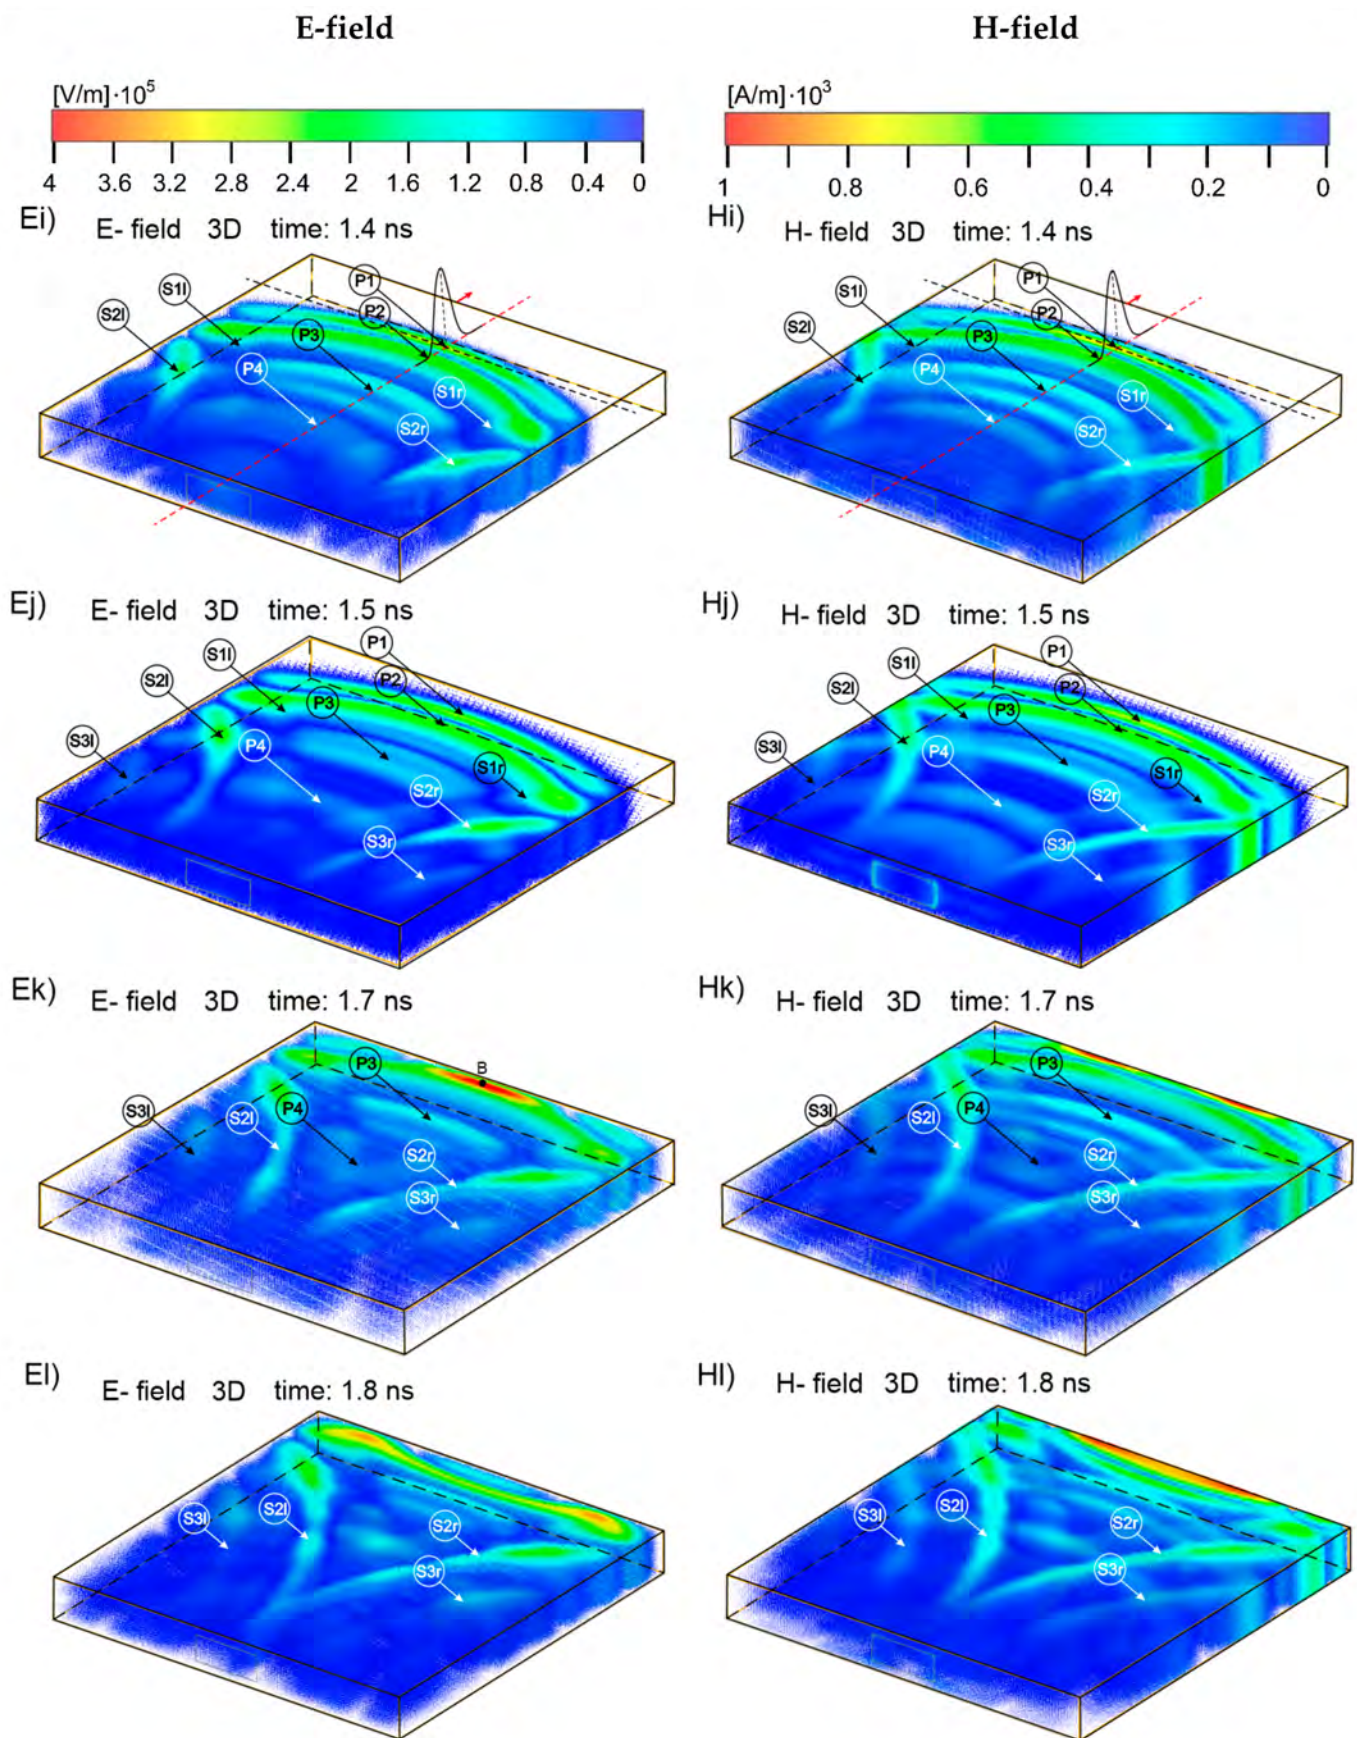 E-field H-field
[V/m]·10⁵ [A/m]·10³
4 3.6 3.2 2.8 2.4 2 1.6 1.2 0.8 0.4 0 1 0.8 0.6 0.4 0.2 0
Ei) E- field 3D time: 1.4 ns Hi) H- field 3D time: 1.4 ns
S1l S2l P1 P2 P3 P4 S1r S2r S1l S2l P1 P2 P3 P4 S1r S2r
Ej) E- field 3D time: 1.5 ns Hj) H- field 3D time: 1.5 ns
S1l S2l S3l P1 P2 P3 P4 S1r S2r S3r S1l S2l S3l P1 P2 P3 P4 S1r S2r S3r
Ek) E- field 3D time: 1.7 ns Hk) H- field 3D time: 1.7 ns
S3l S2l P3 P4 B S2r S3r S3l S2l P3 P4 S2r S3r
El) E- field 3D time: 1.8 ns Hl) H- field 3D time: 1.8 ns
S3l S2l S2r S3r S3l S2l S2r S3r